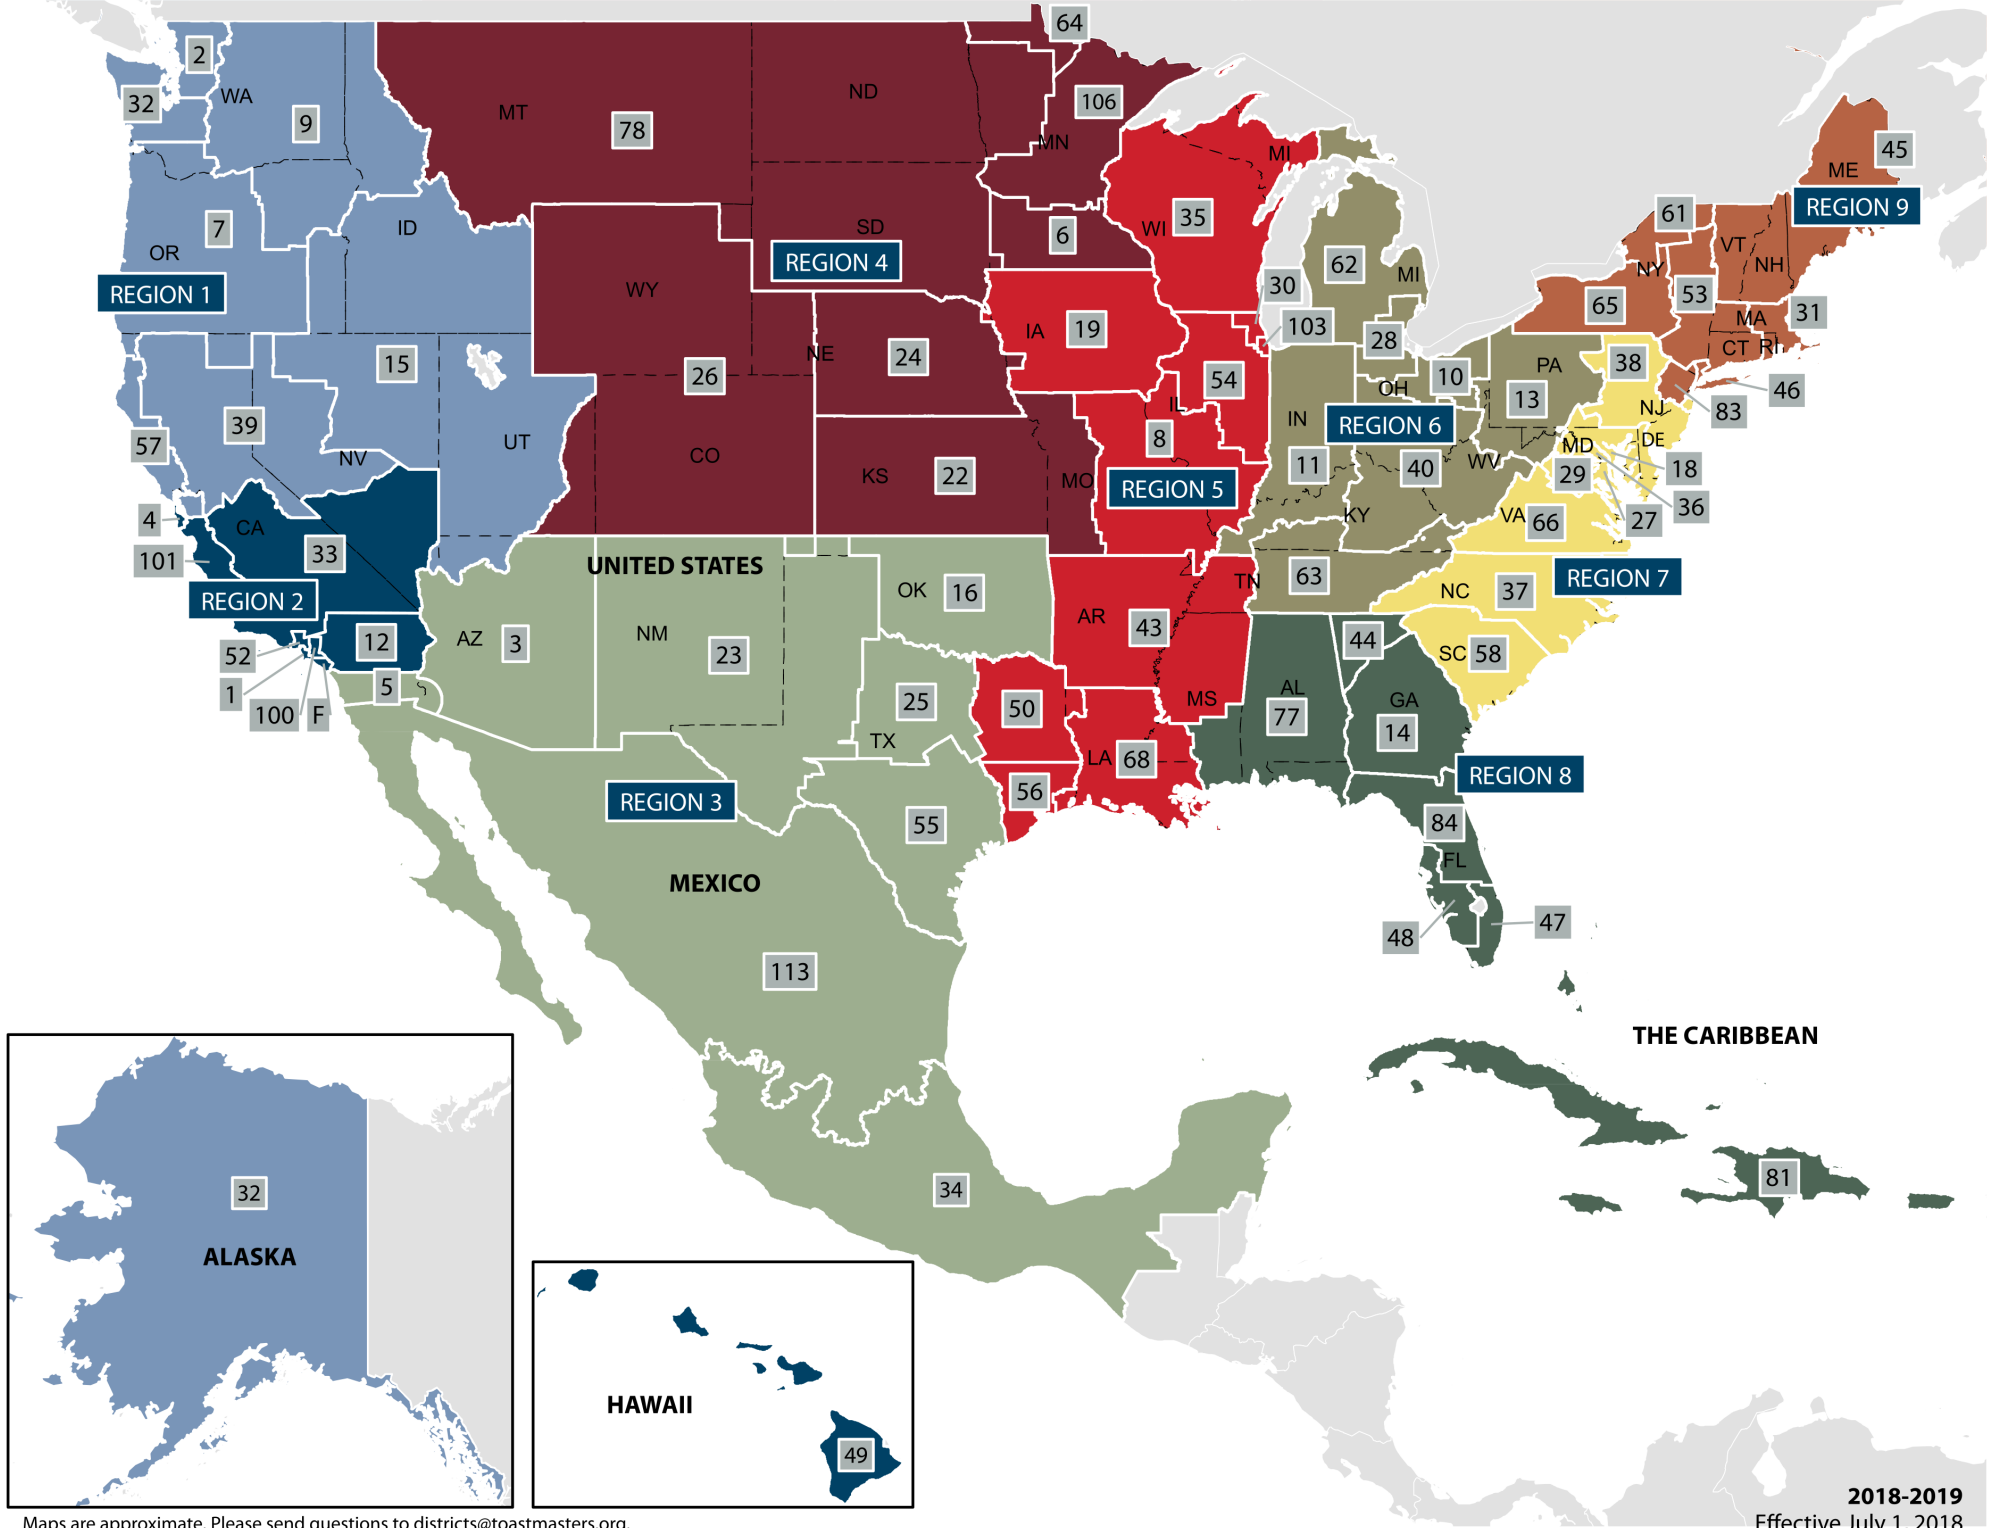 64
2
WA
32
9
MT
78
ND
106
MN
MI
45
ME
REGION 9
7
OR
ID
SD
6
WI
35
61
VT
NH
NY
REGION 4
62
MI
REGION 1
WY
30
65
53
31
MA
IA
19
103
28
CT
RI
15
NE
24
26
54
OH
10
PA
13
38
46
IL
IN
REGION 6
NJ
83
39
57
NV
UT
CO
KS
22
MO
8
REGION 5
11
40
WV
MD
DE
29
18
36
27
4
CA
KY
VA
66
101
33
UNITED STATES
REGION 2
OK
16
TN
63
REGION 7
NC
37
AZ
3
NM
23
AR
43
44
SC
58
52
12
1
5
100
F
25
50
MS
AL
77
GA
14
TX
LA
68
REGION 8
REGION 3
56
55
84
FL
MEXICO
48
47
113
THE CARIBBEAN
81
32
34
ALASKA
HAWAII
49
2018-2019
Effective July 1, 2018
Maps are approximate. Please send questions to districts@toastmasters.org.